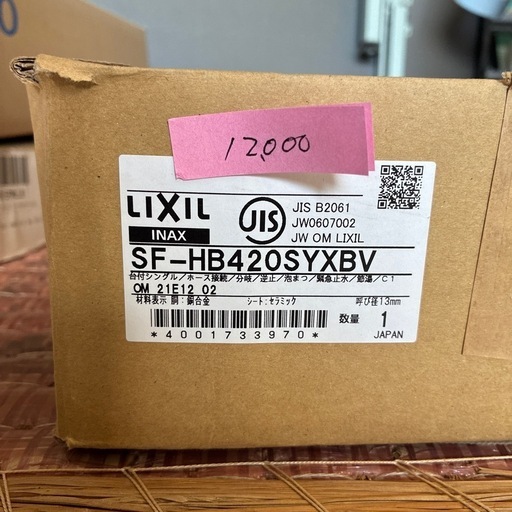 12,000
LIXIL
INAX
JIS
JIS B2061
JW0607002
JW OM LIXIL
SF-HB420SYXBV
台付シングル／ホース接続／分岐／逆止／泡まつ／緊急止水／節湯／C1
OM 21E12 02
材料表示 胴：銅合金 シート：セラミック 呼び径13mm
*4001733970*
数量 1
JAPAN